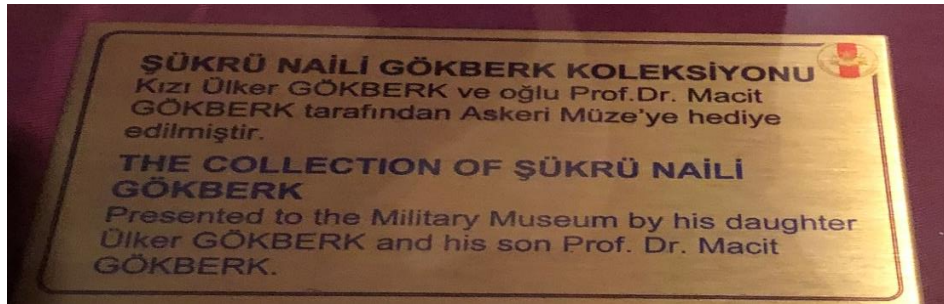 ŞÜKRÜ NAİLİ GÖKBERK KOLEKSİYONU
Kızı Ülker GÖKBERK ve oğlu Prof.Dr. Macit
GÖKBERK tarafından Askeri Müze'ye hediye
edilmiştir.
THE COLLECTION OF ŞÜKRÜ NAİLİ
GÖKBERK
Presented to the Military Museum by his daughter
Ülker GÖKBERK and his son Prof. Dr. Macit
GÖKBERK.